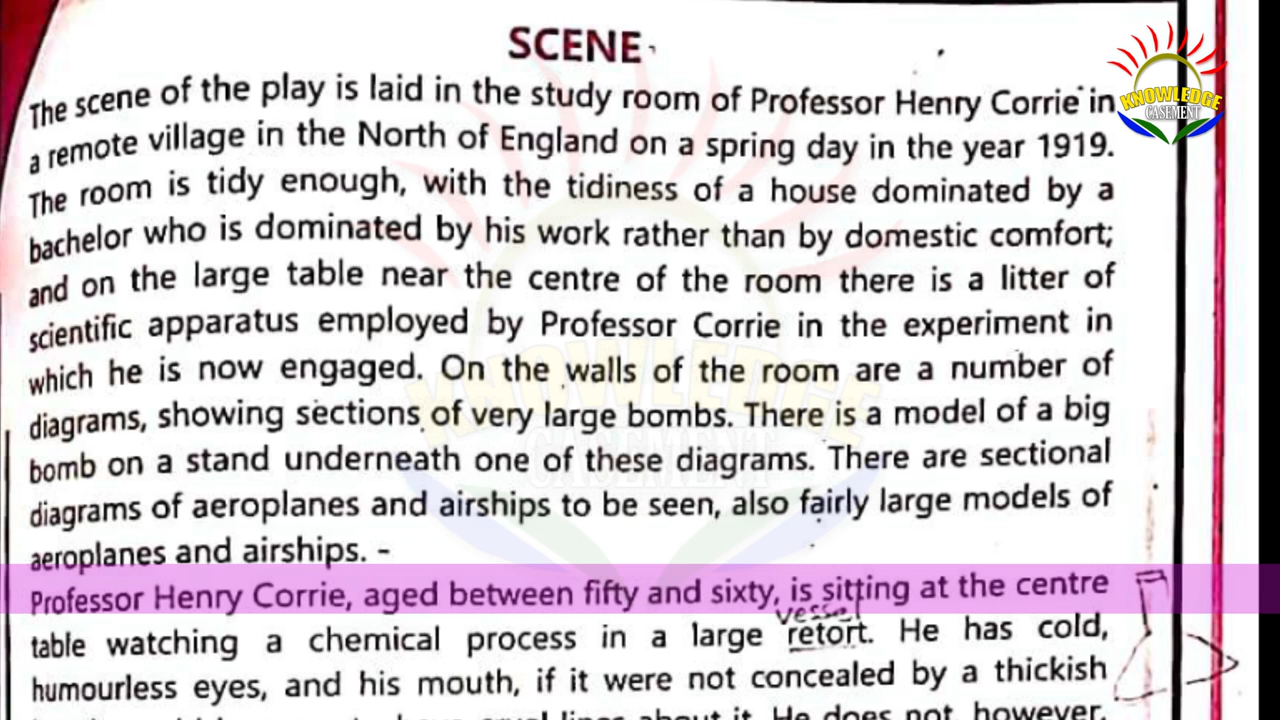 SCENE
KNOWLEDGE
CASEMENT
The scene of the play is laid in the study room of Professor Henry Corrie in
a remote village in the North of England on a spring day in the year 1919.
The room is tidy enough, with the tidiness of a house dominated by a
bachelor who is dominated by his work rather than by domestic comfort;
and on the large table near the centre of the room there is a litter of
scientific apparatus employed by Professor Corrie in the experiment in
which he is now engaged. On the walls of the room are a number of
diagrams, showing sections of very large bombs. There is a model of a big
bomb on a stand underneath one of these diagrams. There are sectional
diagrams of aeroplanes and airships to be seen, also fairly large models of
aeroplanes and airships. -
KNOWLEDGE
CASEMENT
Professor Henry Corrie, aged between fifty and sixty, is sitting at the centre
vessel
table watching a chemical process in a large retort. He has cold,
humourless eyes, and his mouth, if it were not concealed by a thickish
lines about it. He does not, however,